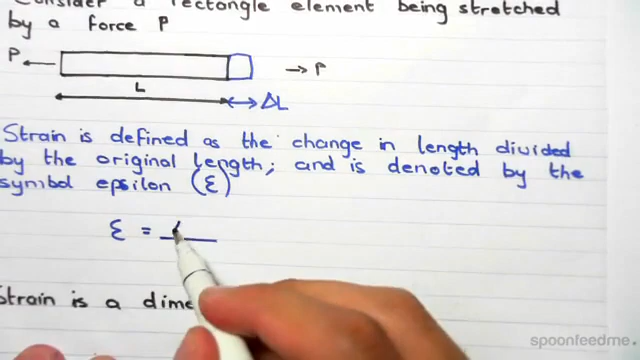 Consider a rectangle element being stretched
by a force P
P
P
L
ΔL
Strain is defined as the change in length divided
by the original length; and is denoted by the
symbol epsilon (ε)
ε =
Strain is a
spoonfeedme.